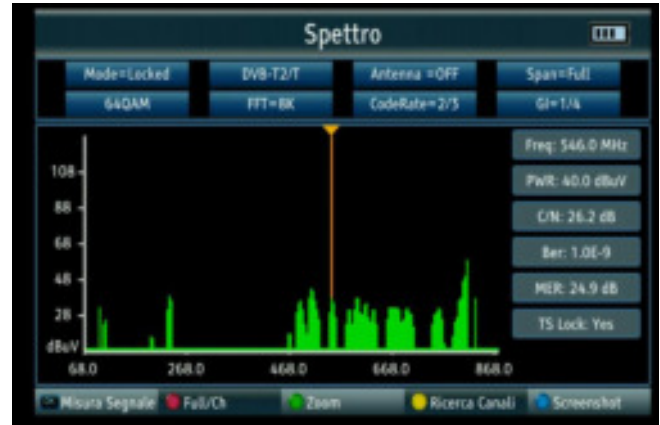 Spettro
Mode=Locked DVB-T2/T Antenna =OFF Span=Full
64QAM FFT=8K CodeRate=2/3 GI=1/4
Freq: 546.0 MHz
108
PWR: 40.0 dBuV
88
C/N: 26.2 dB
68
Ber: 1.0E-9
48
MER: 24.9 dB
28
TS Lock: Yes
dBuV
68.0 268.0 468.0 668.0 868.0
Misura Segnale Full/Ch Zoom Ricerca Canali Screenshot